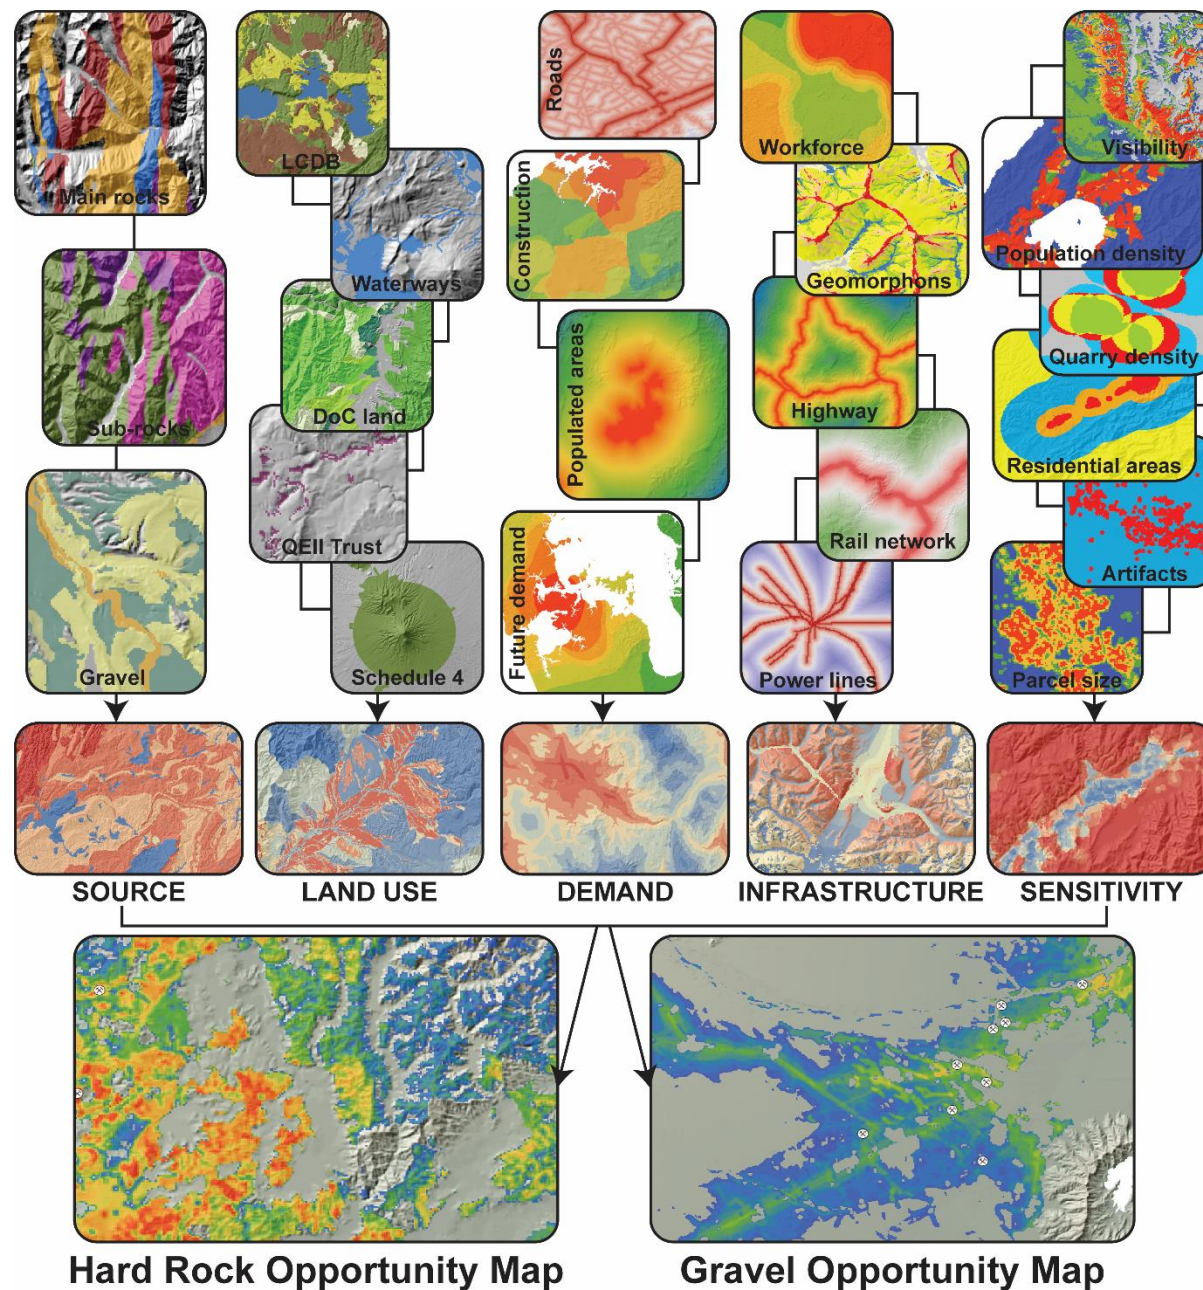 Main rocks
Sub-rocks
Gravel
LCDB
Waterways
DoC land
QEII Trust
Schedule 4
Roads
Construction
Populated areas
Future demand
Workforce
Geomorphons
Highway
Rail network
Power lines
Visibility
Population density
Quarry density
Residential areas
Artifacts
Parcel size
SOURCE
LAND USE
DEMAND
INFRASTRUCTURE
SENSITIVITY
Hard Rock Opportunity Map
Gravel Opportunity Map